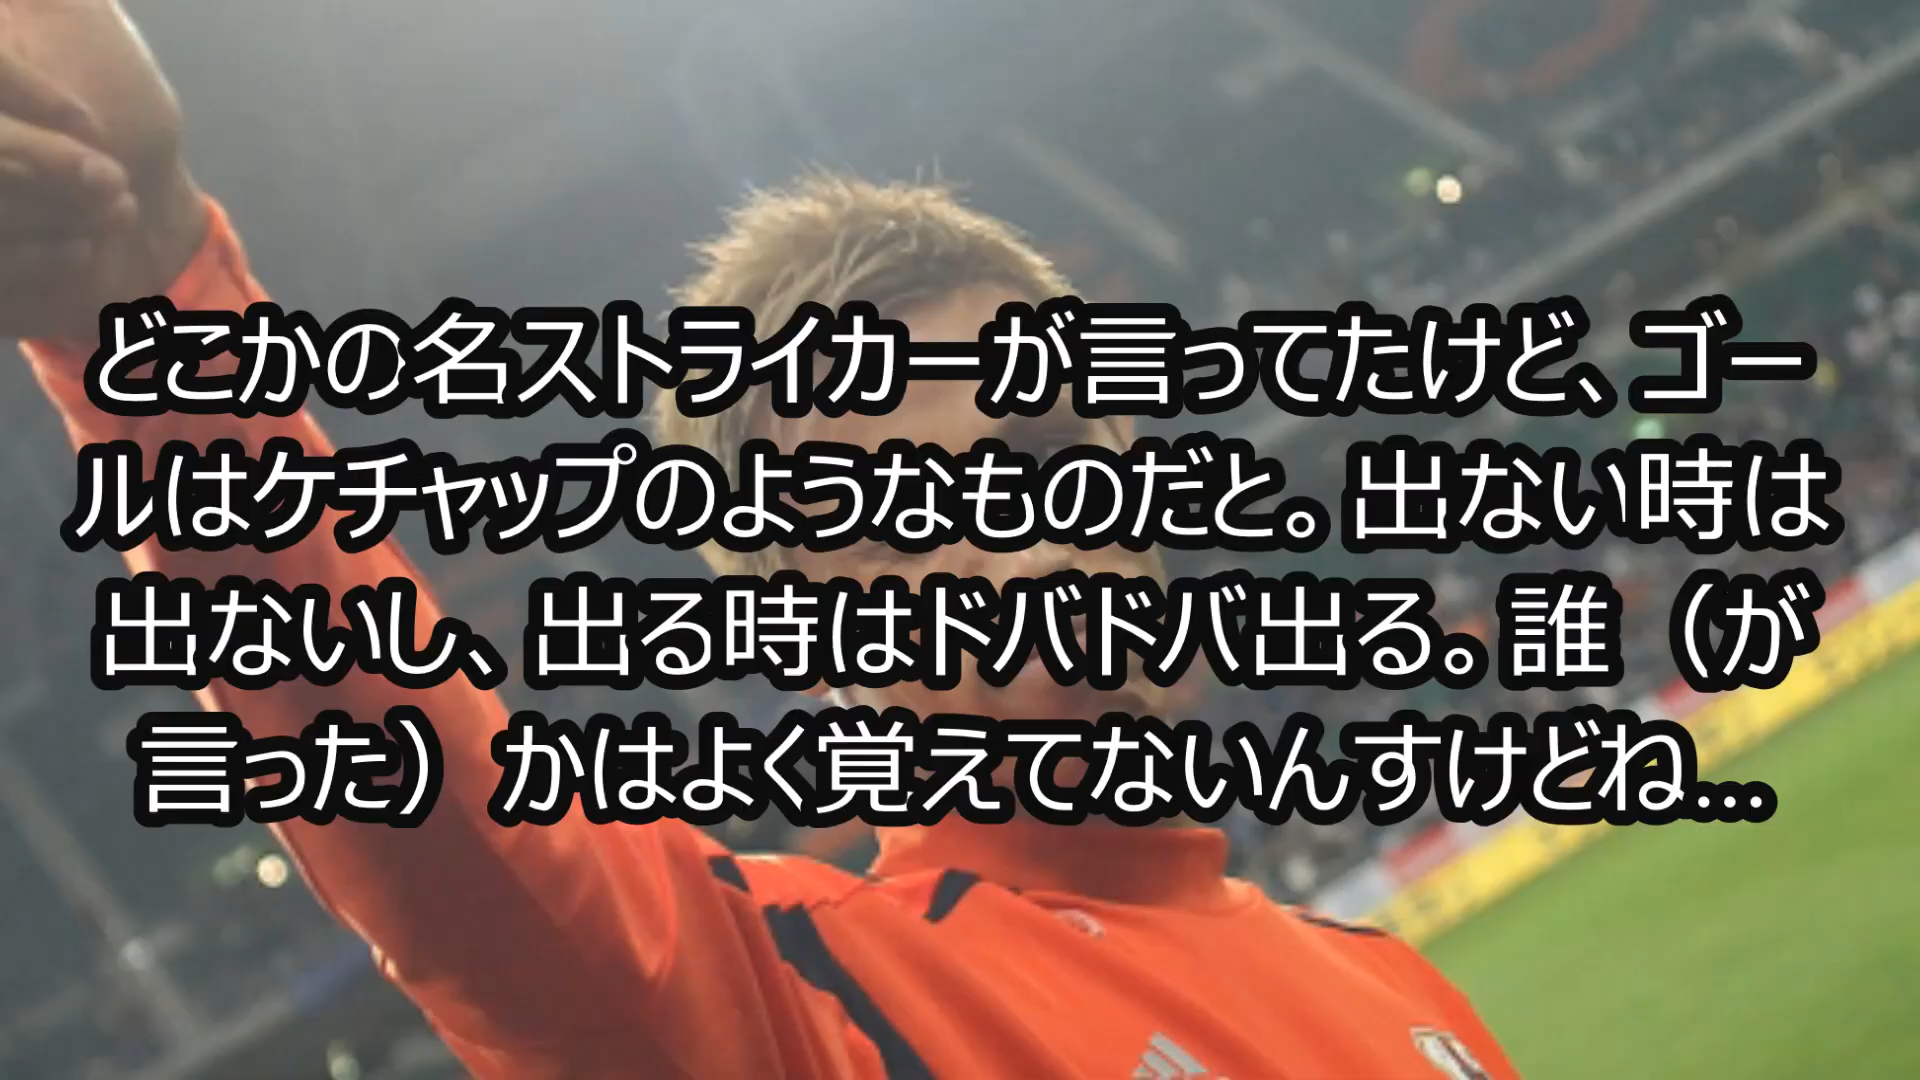 どこかの名ストライカーが言ってたけど、ゴー
ルはケチャップのようなものだと。出ない時は
出ないし、出る時はドバドバ出る。誰（が
言った）かはよく覚えてないんすけどね...